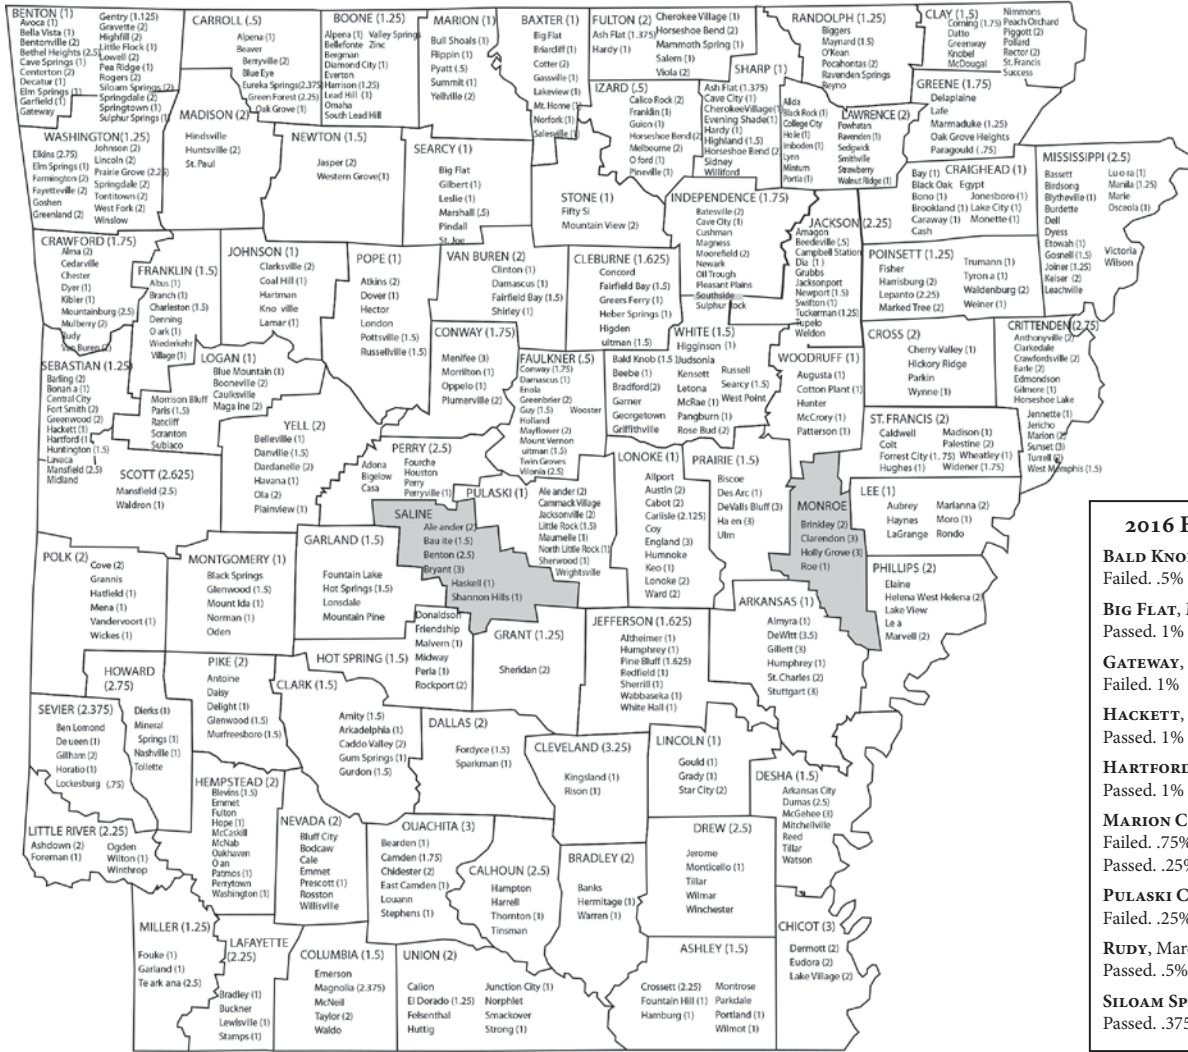 BENTON (1)
Avoca (1)
Bella Vista (1)
Bentonville (2)
Bethel Heights (2.5)
Cave Springs (1)
Centerton (2)
Decatur (1)
Elm Springs (1)
Garfield (1)
Gateway
Gentry (1.125)
Gravette (2)
Highfill (2)
Little Flock (1)
Lowell (2)
Pea Ridge (1)
Rogers (2)
Siloam Springs (2)
Springdale (2)
Springtown (1)
Sulphur Springs (1)
CARROLL (.5)
Alpena (1)
Beaver
Berryville (2)
Blue Eye
Eureka Springs(2.375)
Green Forest (2.25)
Oak Grove (1)
BOONE (1.25)
Alpena (1) Valley Springs
Bellefonte Zinc
Bergman
Diamond City (1)
Everton
Harrison (1.25)
Lead Hill (1)
Omaha
South Lead Hill
MARION (1)
Bull Shoals (1)
Flippin (1)
Pyatt (.5)
Summit (1)
Yellville (2)
BAXTER (1)
Big Flat
Briarcliff (1)
Cotter (2)
Gassville (1)
Lakeview (1)
Mt. Home (1)
Norfork (1)
Salesville (1)
FULTON (2)
Ash Flat (1.375)
Hardy (1)
Cherokee Village (1)
Horseshoe Bend (2)
Mammoth Spring (1)
Salem (1)
Viola (2)
SHARP (1)
Ash Flat (1.375)
Cave City (1)
CherokeeVillage(1)
Evening Shade(1)
Hardy (1)
Highland (1.5)
Horseshoe Bend (2)
Sidney
Williford
RANDOLPH (1.25)
Biggers
Maynard (1.5)
O'Kean
Pocahontas (2)
Ravenden Springs
Reyno
CLAY (1.5)
Corning (1.75)
Datto
Greenway
Knobel
McDougal
Nimmons
Peach Orchard
Piggott (2)
Pollard
Rector (2)
St. Francis
Success
GREENE (1.75)
Delaplaine
Lafe
Marmaduke (1.25)
Oak Grove Heights
Paragould (.75)
IZARD (.5)
Calico Rock (2)
Franklin (1)
Guion (1)
Horseshoe Bend (2)
Melbourne (2)
O ford (1)
Pineville (1)
LAWRENCE (2)
Alida
Black Rock (1)
College City
Hoxie (1)
Imboden (1)
Lynn
Minturn
Portia (1)
Powhatan
Ravenden (1)
Sedgwick
Smithville
Strawberry
Walnut Ridge (1)
WASHINGTON(1.25)
Elkins (2.75)
Elm Springs (1)
Farmington (2)
Fayetteville (2)
Goshen
Greenland (2)
Johnson (2)
Lincoln (2)
Prairie Grove (2.25)
Springdale (2)
Tontitown (2)
West Fork (2)
Winslow
MADISON (2)
Hindsville
Huntsville (2)
St. Paul
NEWTON (1.5)
Jasper (2)
Western Grove(1)
SEARCY (1)
Big Flat
Gilbert (1)
Leslie (1)
Marshall (.5)
Pindall
St. Joe
STONE (1)
Fifty Si
Mountain View (2)
INDEPENDENCE (1.75)
Batesville (2)
Cave City (1)
Cushman
Magness
Moorefield (2)
Newark
Oil Trough
Pleasant Plains
Southside
Sulphur Rock
JACKSON (2.25)
Amagon
Beedeville (.5)
Campbell Station
Dia (1)
Grubbs
Jacksonport
Newport (1.5)
Swifton (1)
Tuckerman (1.25)
Tupelo
Weldon
CRAIGHEAD (1)
Bay (1)
Black Oak Egypt
Bono (1) Jonesboro (1)
Brookland (1) Lake City (1)
Caraway (1) Monette (1)
Cash
MISSISSIPPI (2.5)
Bassett
Birdsong
Blytheville (1)
Burdette
Dell
Dyess
Etowah (1)
Gosnell (1.5)
Joiner (1.25)
Keiser (2)
Leachville
Lu o ra (1)
Manila (1.25)
Marie
Osceola (1)
Victoria
Wilson
CRAWFORD (1.75)
Alma (2)
Cedarville
Chester
Dyer (1)
Kibler (1)
Mountainburg (2.5)
Mulberry (2)
Rudy
Van Buren (2)
FRANKLIN (1.5)
Altus (1)
Branch (1)
Charleston (1.5)
Denning
O ark (1)
Wiederkehr
Village (1)
JOHNSON (1)
Clarksville (2)
Coal Hill (1)
Hartman
Kno ville
Lamar (1)
POPE (1)
Atkins (2)
Dover (1)
Hector
London
Pottsville (1.5)
Russellville (1.5)
VAN BUREN (2)
Clinton (1)
Damascus (1)
Fairfield Bay (1.5)
Shirley (1)
CLEBURNE (1.625)
Concord
Fairfield Bay (1.5)
Greers Ferry (1)
Heber Springs (1)
Higden
uitman (1.5)
POINSETT (1.25)
Fisher
Harrisburg (2)
Lepanto (2.25)
Marked Tree (2)
Trumann (1)
Tyron a (1)
Waldenburg (2)
Weiner (1)
SEBASTIAN (1.25)
Barling (2)
Bonan a (1)
Central City
Fort Smith (2)
Greenwood (2)
Hackett (1)
Hartford (1)
Huntington (1.5)
Lavaca
Mansfield (2.5)
Midland
LOGAN (1)
Blue Mountain (1)
Booneville (2)
Caulksville
Maga ine (2)
Morrison Bluff
Paris (1.5)
Ratcliff
Scranton
Subiaco
CONWAY (1.75)
Menifee (3)
Morrilton (1)
Oppelo (1)
Plumerville (2)
FAULKNER (.5)
Conway (1.75)
Damascus (1)
Enola
Greenbrier (2)
Guy (1.5) Wooster
Holland
Mayflower (2)
Mount Vernon
uitman (1.5)
Twin Groves
Vilonia (2.5)
WHITE (1.5)
Bald Knob (1.5)
Beebe (1)
Bradford(2)
Garner
Georgetown
Griffithville
Higginson (1)
Judsonia
Kensett
Letona
McRae (1)
Pangburn (1)
Rose Bud (2)
Russell
Searcy (1.5)
West Point
WOODRUFF (1)
Augusta (1)
Cotton Plant (1)
Hunter
McCrory (1)
Patterson (1)
CROSS (2)
Cherry Valley (1)
Hickory Ridge
Parkin
Wynne (1)
CRITTENDEN (2.75)
Anthonyville (2)
Clarkedale
Crawfordsville (2)
Earle (2)
Edmondson
Gilmore (1)
Horseshoe Lake
Jennette (1)
Jericho
Marion (2)
Sunset (3)
Turrell (2)
West Memphis (1.5)
ST. FRANCIS (2)
Caldwell
Colt
Forrest City (1.75)
Hughes (1)
Madison (1)
Palestine (2)
Wheatley (1)
Widener (1.75)
SCOTT (2.625)
Mansfield (2.5)
Waldron (1)
YELL (2)
Belleville (1)
Danville (1.5)
Dardanelle (2)
Havana (1)
Ola (2)
Plainview (1)
PERRY (2.5)
Adona
Bigelow
Casa
Fourche
Houston
Perry
Perryville (1)
PULASKI (1)
Ale ander (2)
Cammack Village
Jacksonville (2)
Little Rock (1.5)
Maumelle (1)
North Little Rock (1)
Sherwood (1)
Wrightsville
LONOKE (1)
Allport
Austin (2)
Cabot (2)
Carlisle (2.125)
Coy
England (3)
Humnoke
Keo (1)
Lonoke (2)
Ward (2)
PRAIRIE (1.5)
Biscoe
Des Arc (1)
DeValls Bluff (3)
Ha en (3)
Ulm
MONROE
Brinkley (2)
Clarendon (3)
Holly Grove (3)
Roe (1)
LEE (1)
Aubrey
Haynes
LaGrange
Marianna (2)
Moro (1)
Rondo
SALINE
Ale ander (2)
Bau ite (1.5)
Benton (2.5)
Bryant (3)
Haskell (1)
Shannon Hills (1)
GARLAND (1.5)
Fountain Lake
Hot Springs (1.5)
Lonsdale
Mountain Pine
POLK (2)
Cove (2)
Grannis
Hatfield (1)
Mena (1)
Vandervoort (1)
Wickes (1)
MONTGOMERY (1)
Black Springs
Glenwood (1.5)
Mount Ida (1)
Norman (1)
Oden
PHILLIPS (2)
Elaine
Helena West Helena (2)
Lake View
Le a
Marvell (2)
ARKANSAS (1)
Almyra (1)
DeWitt (3.5)
Gillett (3)
Humphrey (1)
St. Charles (2)
Stuttgart (3)
JEFFERSON (1.625)
Altheimer (1)
Humphrey (1)
Pine Bluff (1.625)
Redfield (1)
Sherrill (1)
Wabbaseka (1)
White Hall (1)
GRANT (1.25)
Sheridan (2)
HOT SPRING (1.5)
Donaldson
Friendship
Malvern (1)
Midway
Perla (1)
Rockport (2)
HOWARD
(2.75)
Dierks (1)
Mineral
Springs (1)
Nashville (1)
Tollette
PIKE (2)
Antoine
Daisy
Delight (1)
Glenwood (1.5)
Murfreesboro (1.5)
CLARK (1.5)
Amity (1.5)
Arkadelphia (1)
Caddo Valley (2)
Gum Springs (1)
Gurdon (1.5)
SEVIER (2.375)
Ben Lomond
De ueen (1)
Gillham (2)
Horatio (1)
Lockesburg (.75)
DALLAS (2)
Fordyce (1.5)
Sparkman (1)
CLEVELAND (3.25)
Kingsland (1)
Rison (1)
LINCOLN (1)
Gould (1)
Grady (1)
Star City (2)
DESHA (1.5)
Arkansas City
Dumas (2.5)
McGehee (3)
Mitchellville
Reed
Tillar
Watson
HEMPSTEAD (2)
Blevins (1.5)
Emmet
Fulton
Hope (1)
McCaskill
McNab
Oakhaven
O an
Patmos (1)
Perrytown
Washington (1)
NEVADA (2)
Bluff City
Bodcaw
Cale
Emmet
Prescott (1)
Rosston
Willisville
OUACHITA (3)
Bearden (1)
Camden (1.75)
Chidester (2)
East Camden (1)
Louann
Stephens (1)
CALHOUN (2.5)
Hampton
Harrell
Thornton (1)
Tinsman
BRADLEY (2)
Banks
Hermitage (1)
Warren (1)
DREW (2.5)
Jerome
Monticello (1)
Tillar
Wilmar
Winchester
LITTLE RIVER (2.25)
Ashdown (2)
Foreman (1)
Ogden
Wilton (1)
Winthrop
MILLER (1.25)
Fouke (1)
Garland (1)
Te ark ana (2.5)
LAFAYETTE
(2.25)
Bradley (1)
Buckner
Lewisville (1)
Stamps (1)
COLUMBIA (1.5)
Emerson
Magnolia (2.375)
McNeil
Taylor (2)
Waldo
UNION (2)
Calion
El Dorado (1.25)
Felsenthal
Huttig
Junction City (1)
Norphlet
Smackover
Strong (1)
ASHLEY (1.5)
Crossett (2.25)
Fountain Hill (1)
Hamburg (1)
Montrose
Parkdale
Portland (1)
Wilmot (1)
CHICOT (3)
Dermott (2)
Eudora (2)
Lake Village (2)
2016
BALD KNO
Failed. .5%
BIG FLAT,
Passed. 1%
GATEWAY,
Failed. 1%
HACKETT,
Passed. 1%
HARTFORD
Passed. 1%
MARION C
Failed. .75%
Passed. .25%
PULASKI C
Failed. .25%
RUDY, Mar
Passed. .5%
SILOAM SP
Passed. .375